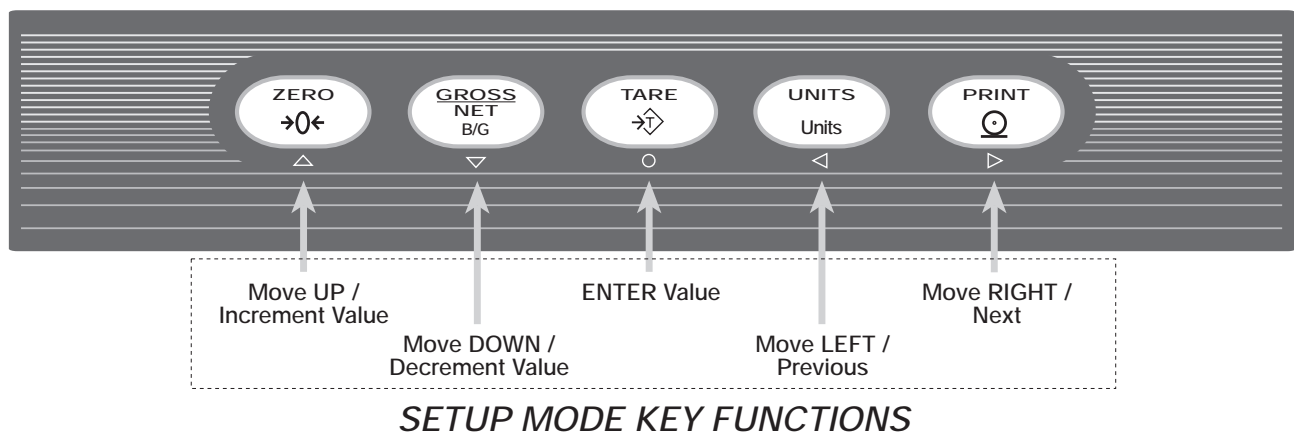 ZERO
→0←
GROSS
NET
B/G
TARE
T
UNITS
Units
PRINT
Move UP /
Increment Value
Move DOWN /
Decrement Value
ENTER Value
Move LEFT /
Previous
Move RIGHT /
Next
SETUP MODE KEY FUNCTIONS